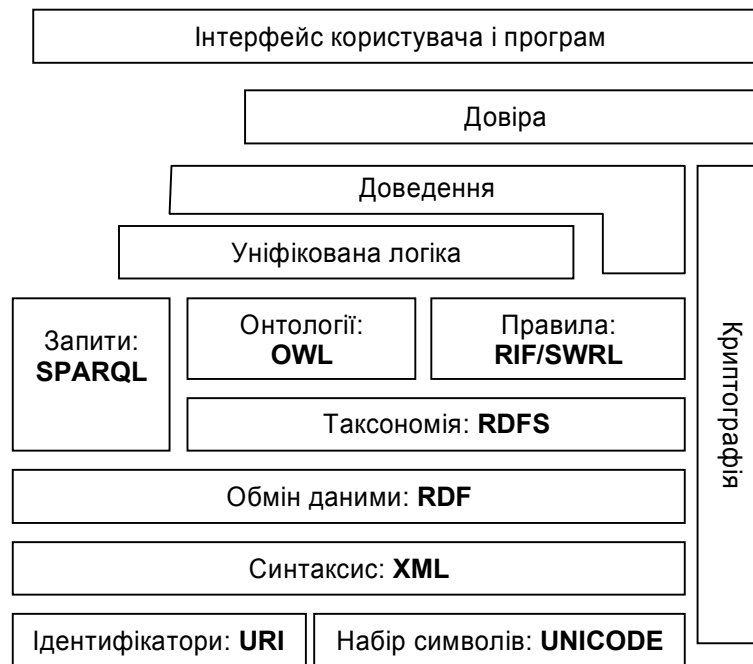 Інтерфейс користувача і програм
Довіра
Доведення
Уніфікована логіка
Запити:
SPARQL
Онтології:
OWL
Правила:
RIF/SWRL
Таксономія: RDFS
Обмін даними: RDF
Синтаксис: XML
Ідентифікатори: URI
Набір символів: UNICODE
Криптографія